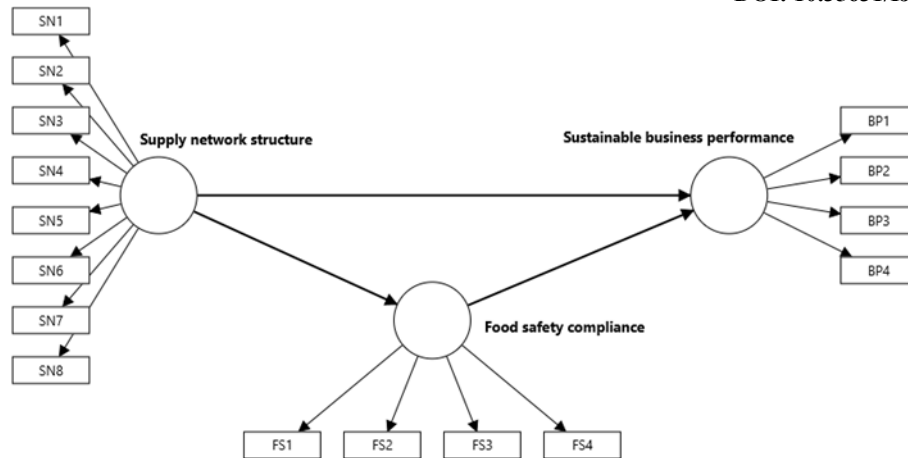 SN1
SN2
SN3
SN4
SN5
SN6
SN7
SN8
Supply network structure
Sustainable business performance
BP1
BP2
BP3
BP4
Food safety compliance
FS1
FS2
FS3
FS4